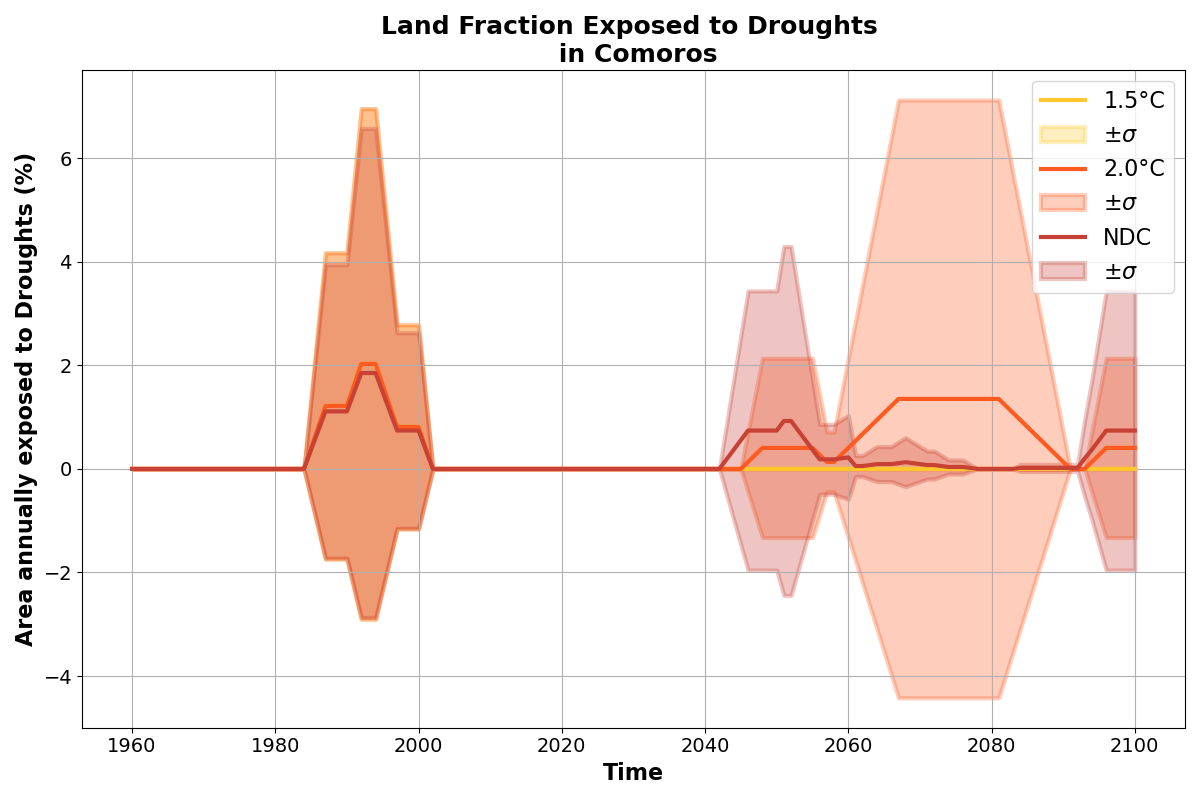 Land Fraction Exposed to Droughts
in Comoros
Area annually exposed to Droughts (%)
6
4
2
0
−2
−4
1960
1980
2000
2020
2040
2060
2080
2100
Time
1.5°C
±σ
2.0°C
±σ
NDC
±σ